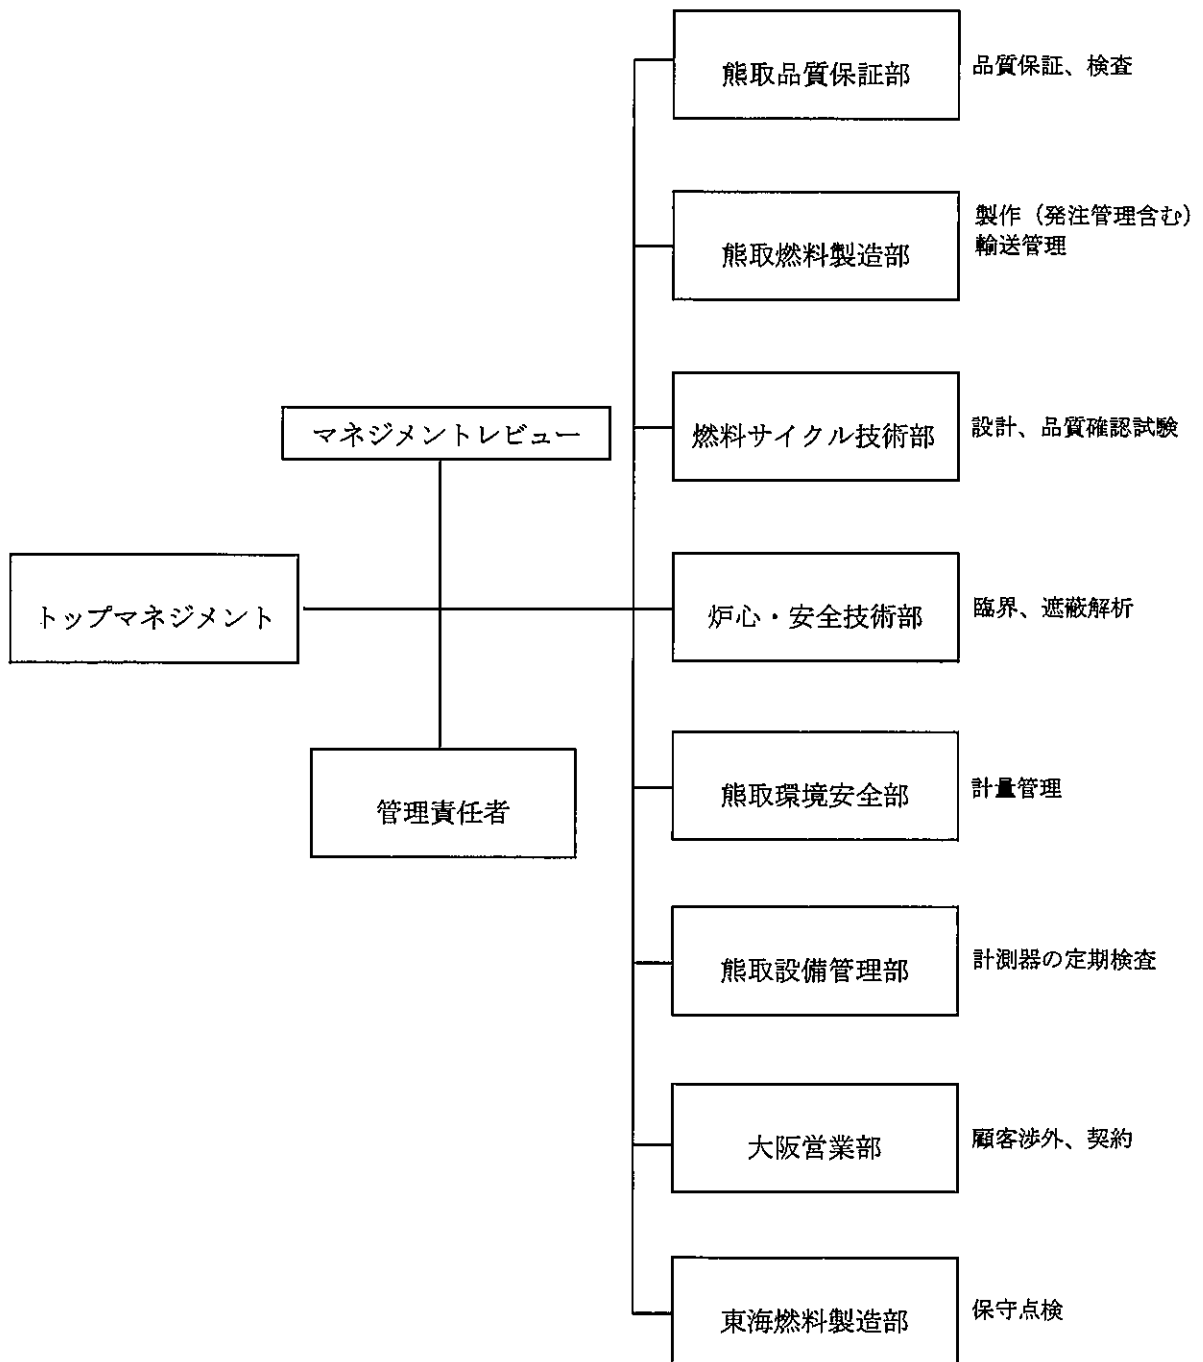 熊取品質保証部
品質保証、検査
熊取燃料製造部
製作（発注管理含む）
輸送管理
燃料サイクル技術部
設計、品質確認試験
マネジメントレビュー
トップマネジメント
炉心・安全技術部
臨界、遮蔽解析
管理責任者
熊取環境安全部
計量管理
熊取設備管理部
計測器の定期検査
大阪営業部
顧客渉外、契約
東海燃料製造部
保守点検